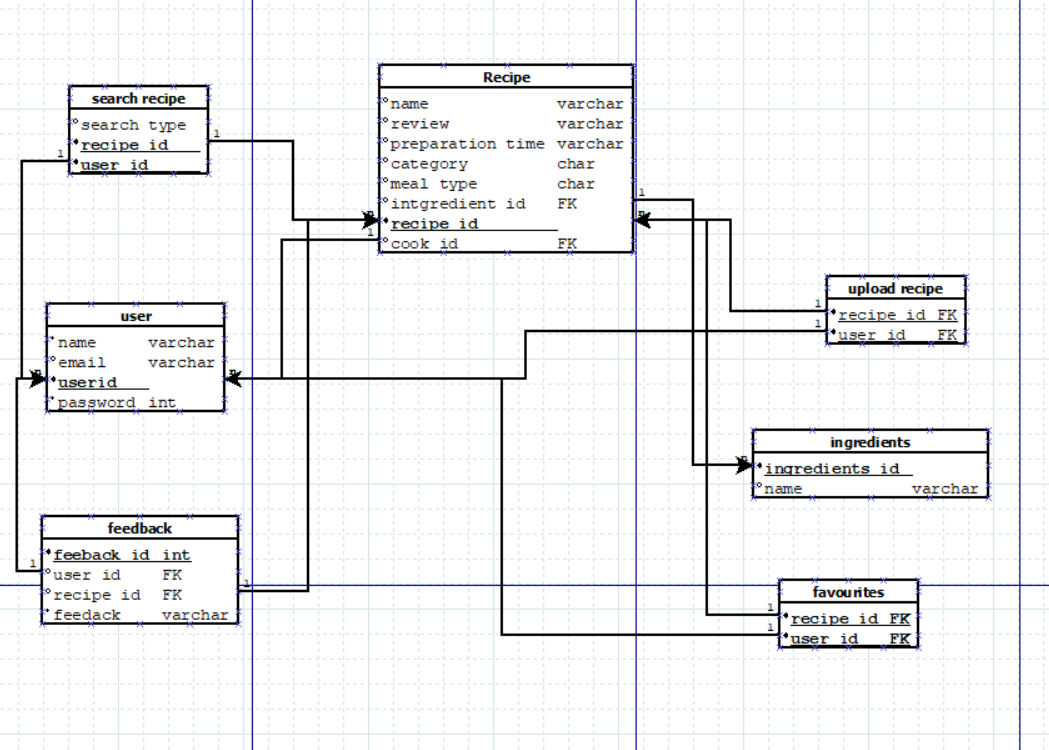 search recipe
search type
recipe id
user id
1
1
Recipe
name varchar
review varchar
preparation time varchar
category char
meal type char
intgredient id FK
recipe id
cook id FK
n
1
1
n
upload recipe
recipe id FK
user id FK
1
1
user
name varchar
email varchar
userid
password int
n
n
ingredients
ingredients id
name varchar
n
feedback
feeback id int
user id FK
recipe id FK
feedack varchar
1
1
favourites
recipe id FK
user id FK
1
1